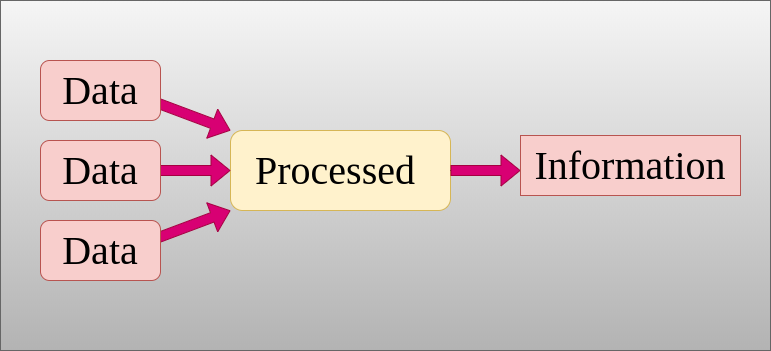 Data
Data
Data
Processed
Information